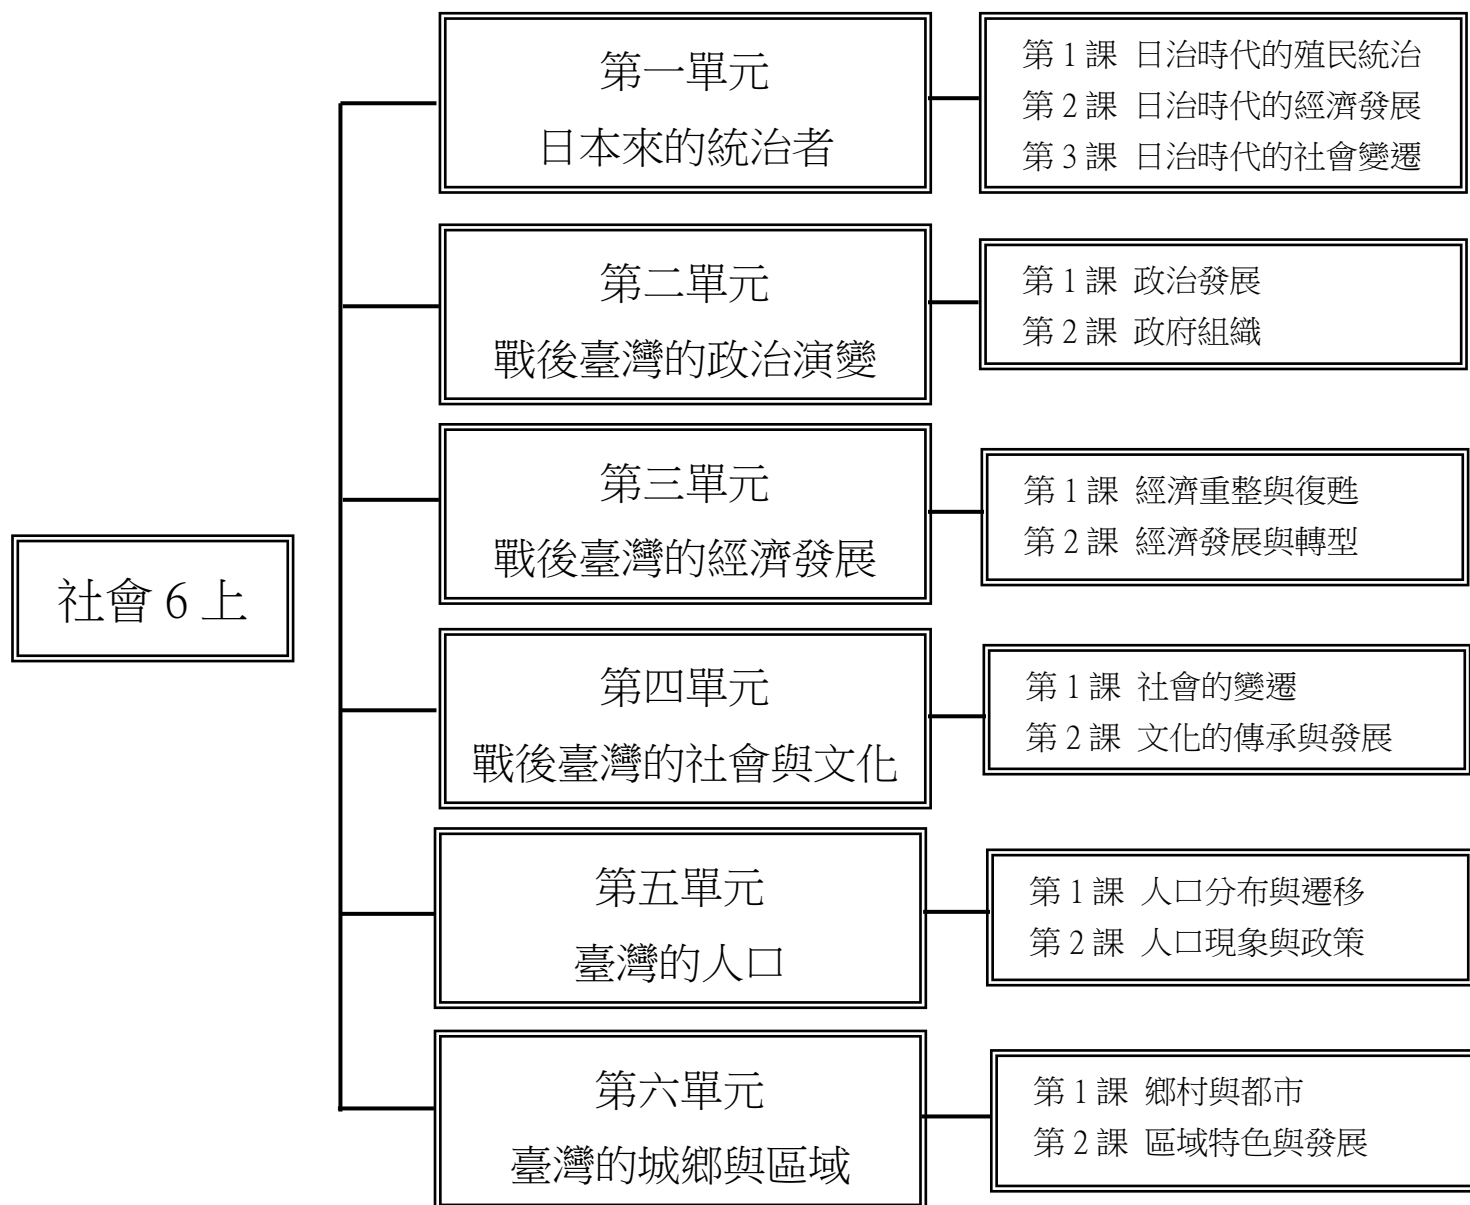 社會 6 上
第一單元
日本來的統治者
第 1 課 日治時代的殖民統治
第 2 課 日治時代的經濟發展
第 3 課 日治時代的社會變遷
第二單元
戰後臺灣的政治演變
第 1 課 政治發展
第 2 課 政府組織
第三單元
戰後臺灣的經濟發展
第 1 課 經濟重整與復甦
第 2 課 經濟發展與轉型
第四單元
戰後臺灣的社會與文化
第 1 課 社會的變遷
第 2 課 文化的傳承與發展
第五單元
臺灣的人口
第 1 課 人口分布與遷移
第 2 課 人口現象與政策
第六單元
臺灣的城鄉與區域
第 1 課 鄉村與都市
第 2 課 區域特色與發展